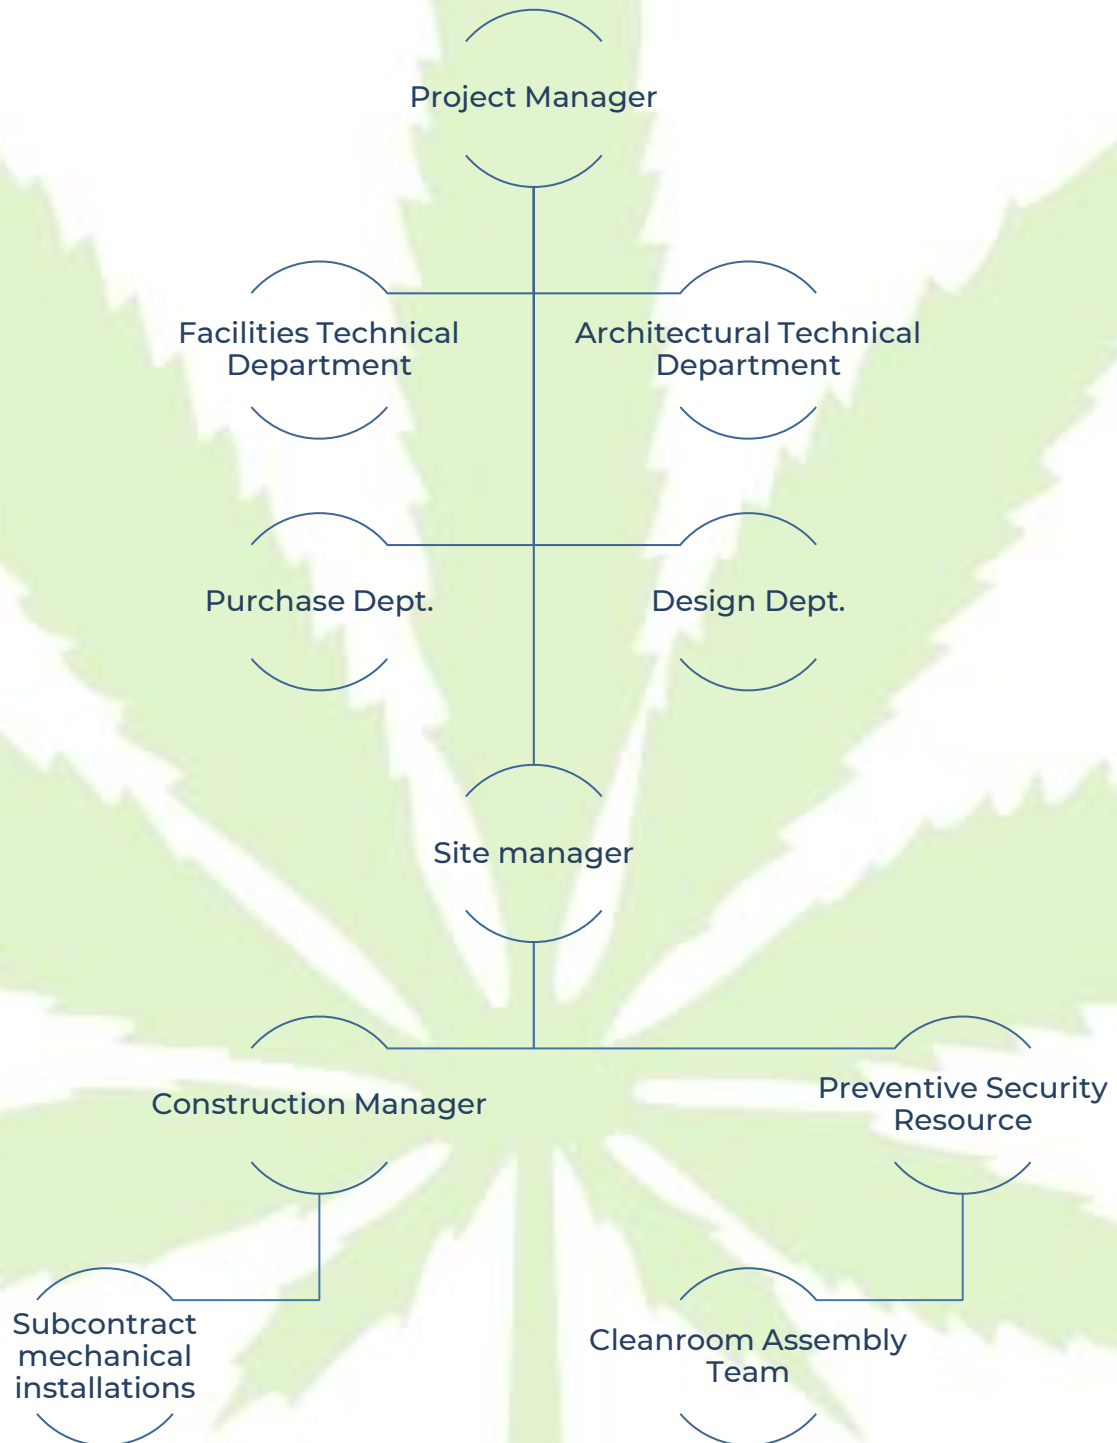 Project Manager
Facilities Technical
Department
Architectural Technical
Department
Purchase Dept.
Design Dept.
Site manager
Construction Manager
Preventive Security
Resource
Subcontract
mechanical
installations
Cleanroom Assembly
Team